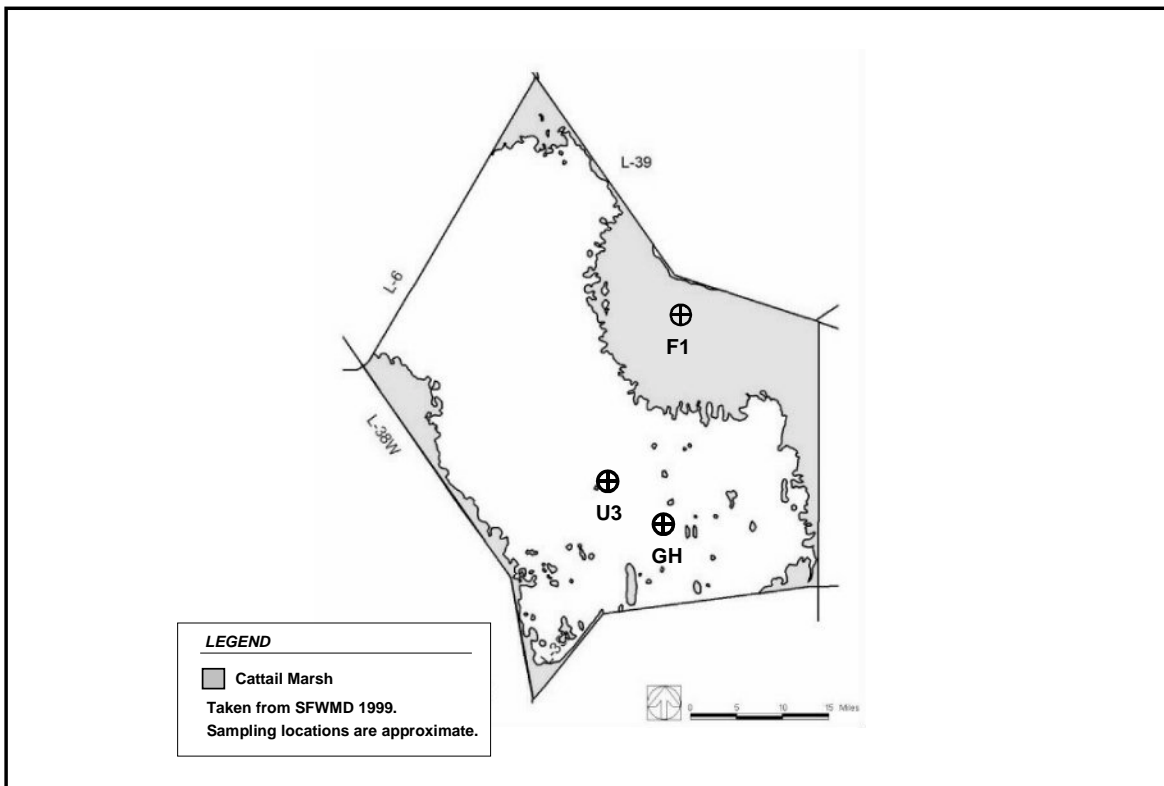 L-39
L-6
F1
L-38W
U3
GH
LEGEND
Cattail Marsh
Taken from SFWMD 1999.
Sampling locations are approximate.
0 5 10 15 Miles